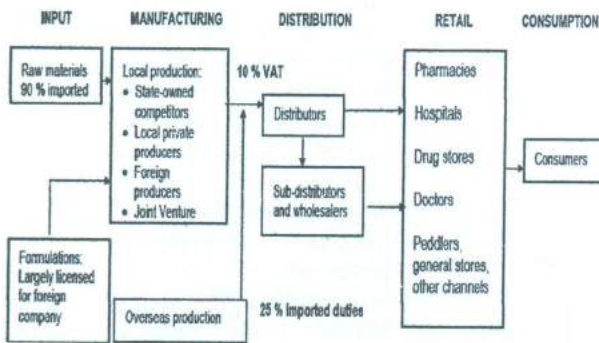 INPUT
MANUFACTURING
DISTRIBUTION
RETAIL
CONSUMPTION
Raw materials
90 % imported
Local production:
• State-owned
competitors
• Local private
producers
• Foreign
producers
• Joint Venture
10 % VAT
Distributors
Sub-distributors
and wholesalers
Pharmacies
Hospitals
Drug stores
Doctors
Peddlers,
general stores,
other channels
Consumers
Formulations:
Largely licensed
for foreign
company
Overseas production
25 % Imported duties